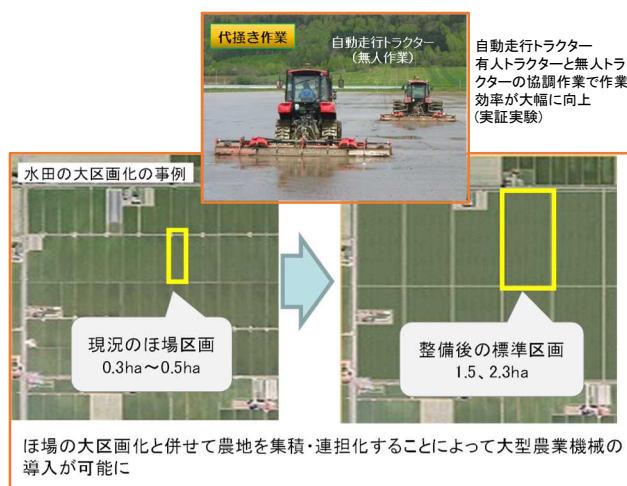 代掻き作業
自動走行トラクター
(無人作業)
自動走行トラクター
有人トラクターと無人トラ
クターの協調作業で作業
効率が大幅に向上
(実証実験)
水田の大区画化の事例
現況のほ場区画
0.3ha～0.5ha
整備後の標準区画
1.5、2.3ha
ほ場の大区画化と併せて農地を集積・連担化することによって大型農業機械の
導入が可能に